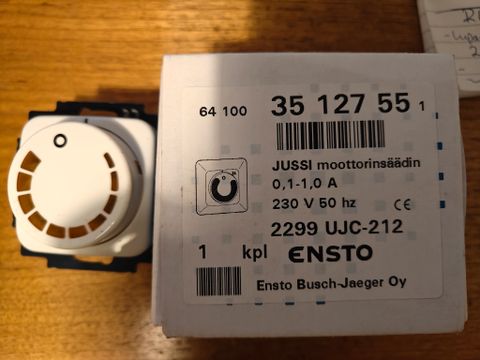 64 100 35 127 55 1
JUSSI moottorinsäädin
0,1-1,0 A
230 V 50 hz CE
2299 UJC-212
1 kpl ENSTO
Ensto Busch-Jaeger Oy